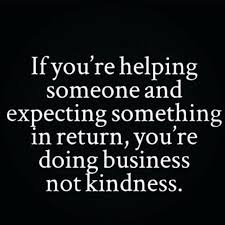 If you're helping
someone and
expecting something
in return, you're
doing business
not kindness.